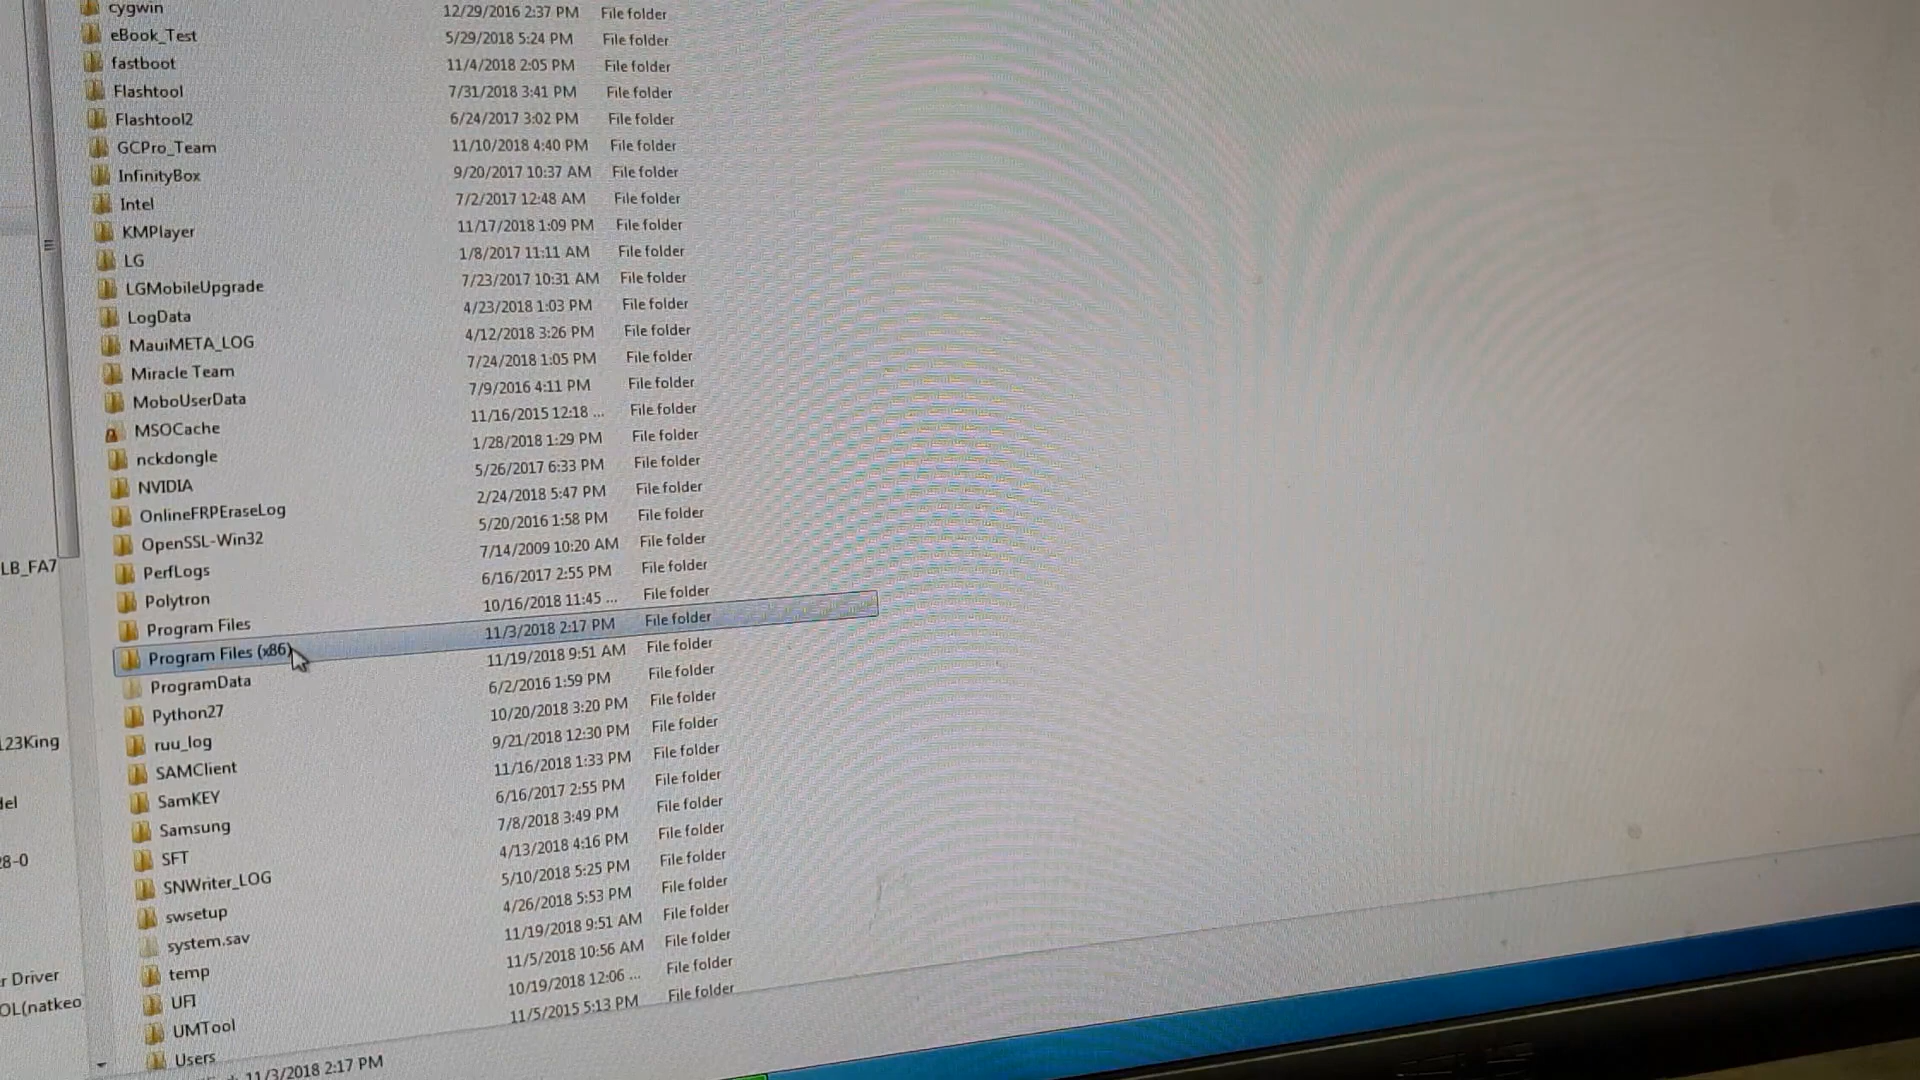 cygwin 12/29/2016 2:37 PM File folder
eBook_Test 5/29/2018 5:24 PM File folder
fastboot 11/4/2018 2:05 PM File folder
Flashtool 7/31/2018 3:41 PM File folder
Flashtool2 6/24/2017 3:02 PM File folder
GCPro_Team 11/10/2018 4:40 PM File folder
InfinityBox 9/20/2017 10:37 AM File folder
Intel 7/2/2017 12:48 AM File folder
KMPlayer 11/17/2018 1:09 PM File folder
LG 1/8/2017 11:11 AM File folder
LGMobileUpgrade 7/23/2017 10:31 AM File folder
LogData 4/23/2018 1:03 PM File folder
MauiMETA_LOG 4/12/2018 3:26 PM File folder
Miracle Team 7/24/2018 1:05 PM File folder
MoboUserData 7/9/2016 4:11 PM File folder
MSOCache 11/16/2015 12:18 ... File folder
nckdongle 1/28/2018 1:29 PM File folder
NVIDIA 5/26/2017 6:33 PM File folder
OnlineFRPEraseLog 2/24/2018 5:47 PM File folder
OpenSSL-Win32 5/20/2016 1:58 PM File folder
PerfLogs 7/14/2009 10:20 AM File folder
Polytron 6/16/2017 2:55 PM File folder
Program Files 10/16/2018 11:45 ... File folder
Program Files (x86) 11/3/2018 2:17 PM File folder
ProgramData 11/19/2018 9:51 AM File folder
Python27 6/2/2016 1:59 PM File folder
ruu_log 10/20/2018 3:20 PM File folder
SAMClient 9/21/2018 12:30 PM File folder
SamKEY 11/16/2018 1:33 PM File folder
Samsung 6/16/2017 2:55 PM File folder
SFT 7/8/2018 3:49 PM File folder
SNWriter_LOG 4/13/2018 4:16 PM File folder
swsetup 5/10/2018 5:25 PM File folder
system.sav 4/26/2018 5:53 PM File folder
temp 11/19/2018 9:51 AM File folder
UFI 11/5/2018 10:56 AM File folder
UMTool 10/19/2018 12:06 ... File folder
Users 11/5/2015 5:13 PM File folder
11/3/2018 2:17 PM
LB_FA7
123King
del
28-0
r Driver
OL(natkeo